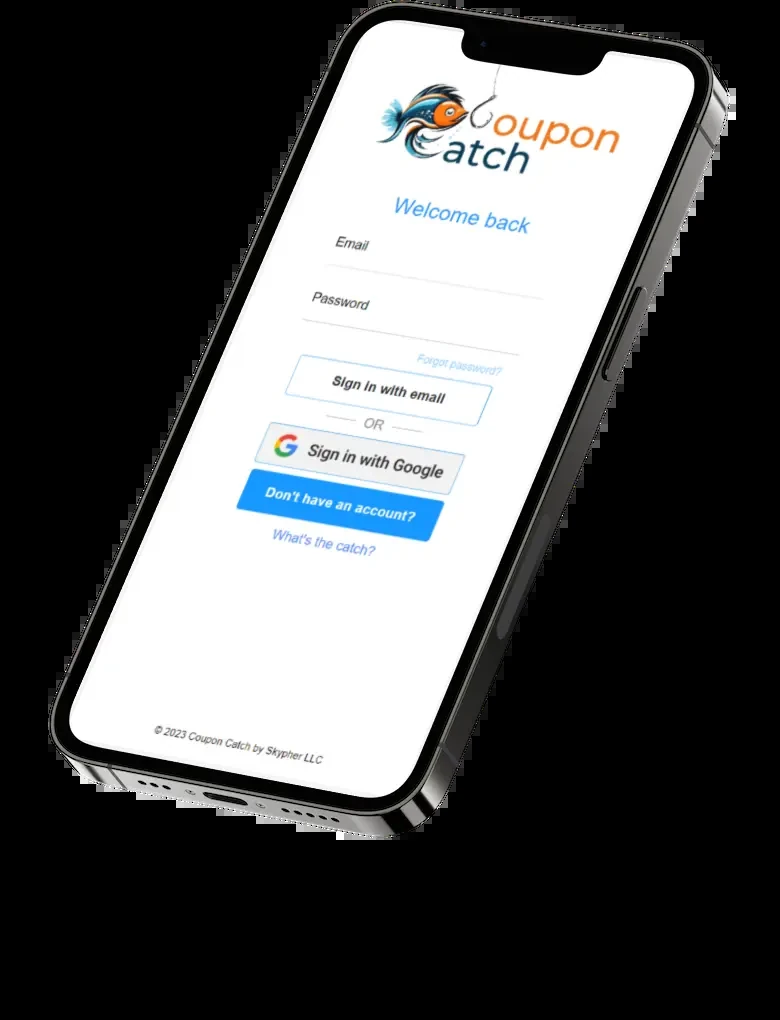 Coupon
Catch
Welcome back
Email
Password
Forgot password?
Sign in with email
OR
Sign in with Google
Don't have an account?
What's the catch?
© 2023 Coupon Catch by Skypher LLC